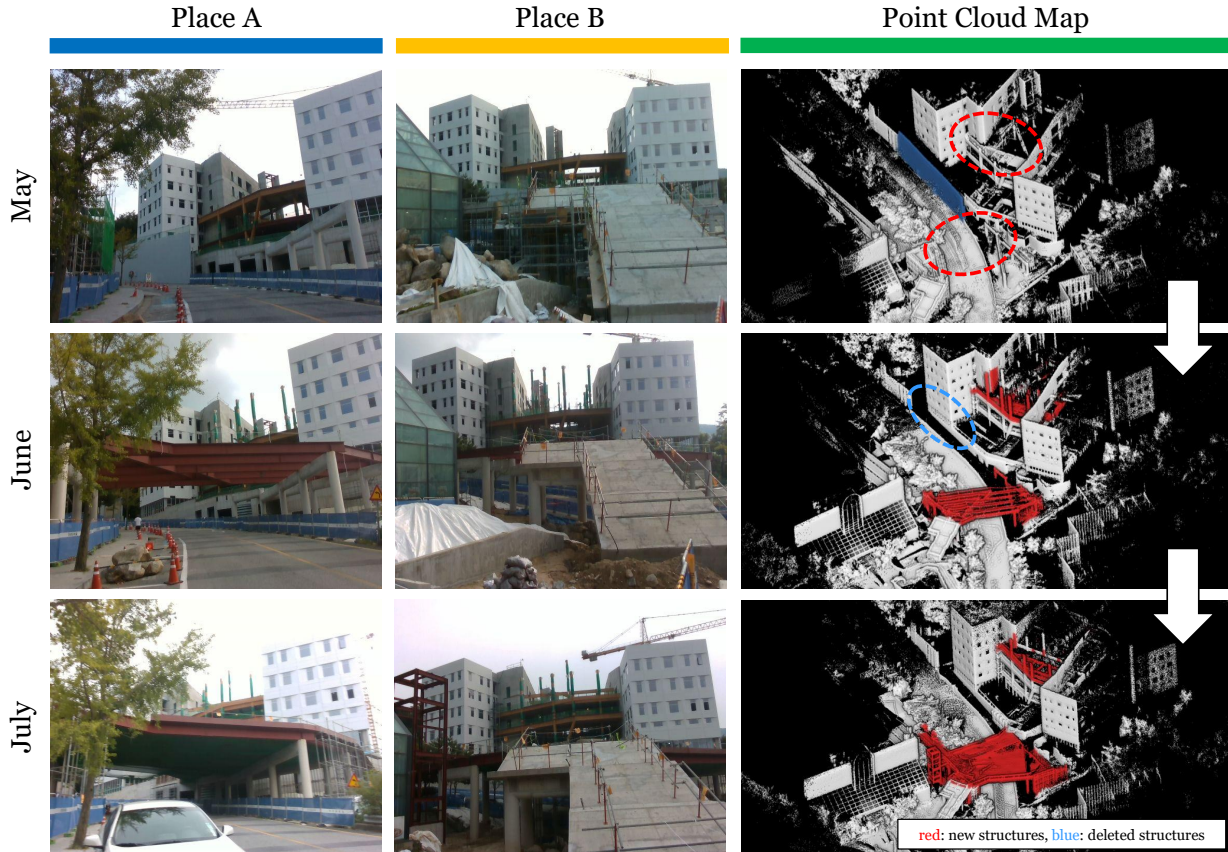 Place A
Place B
Point Cloud Map
May
June
July
red: new structures, blue: deleted structures